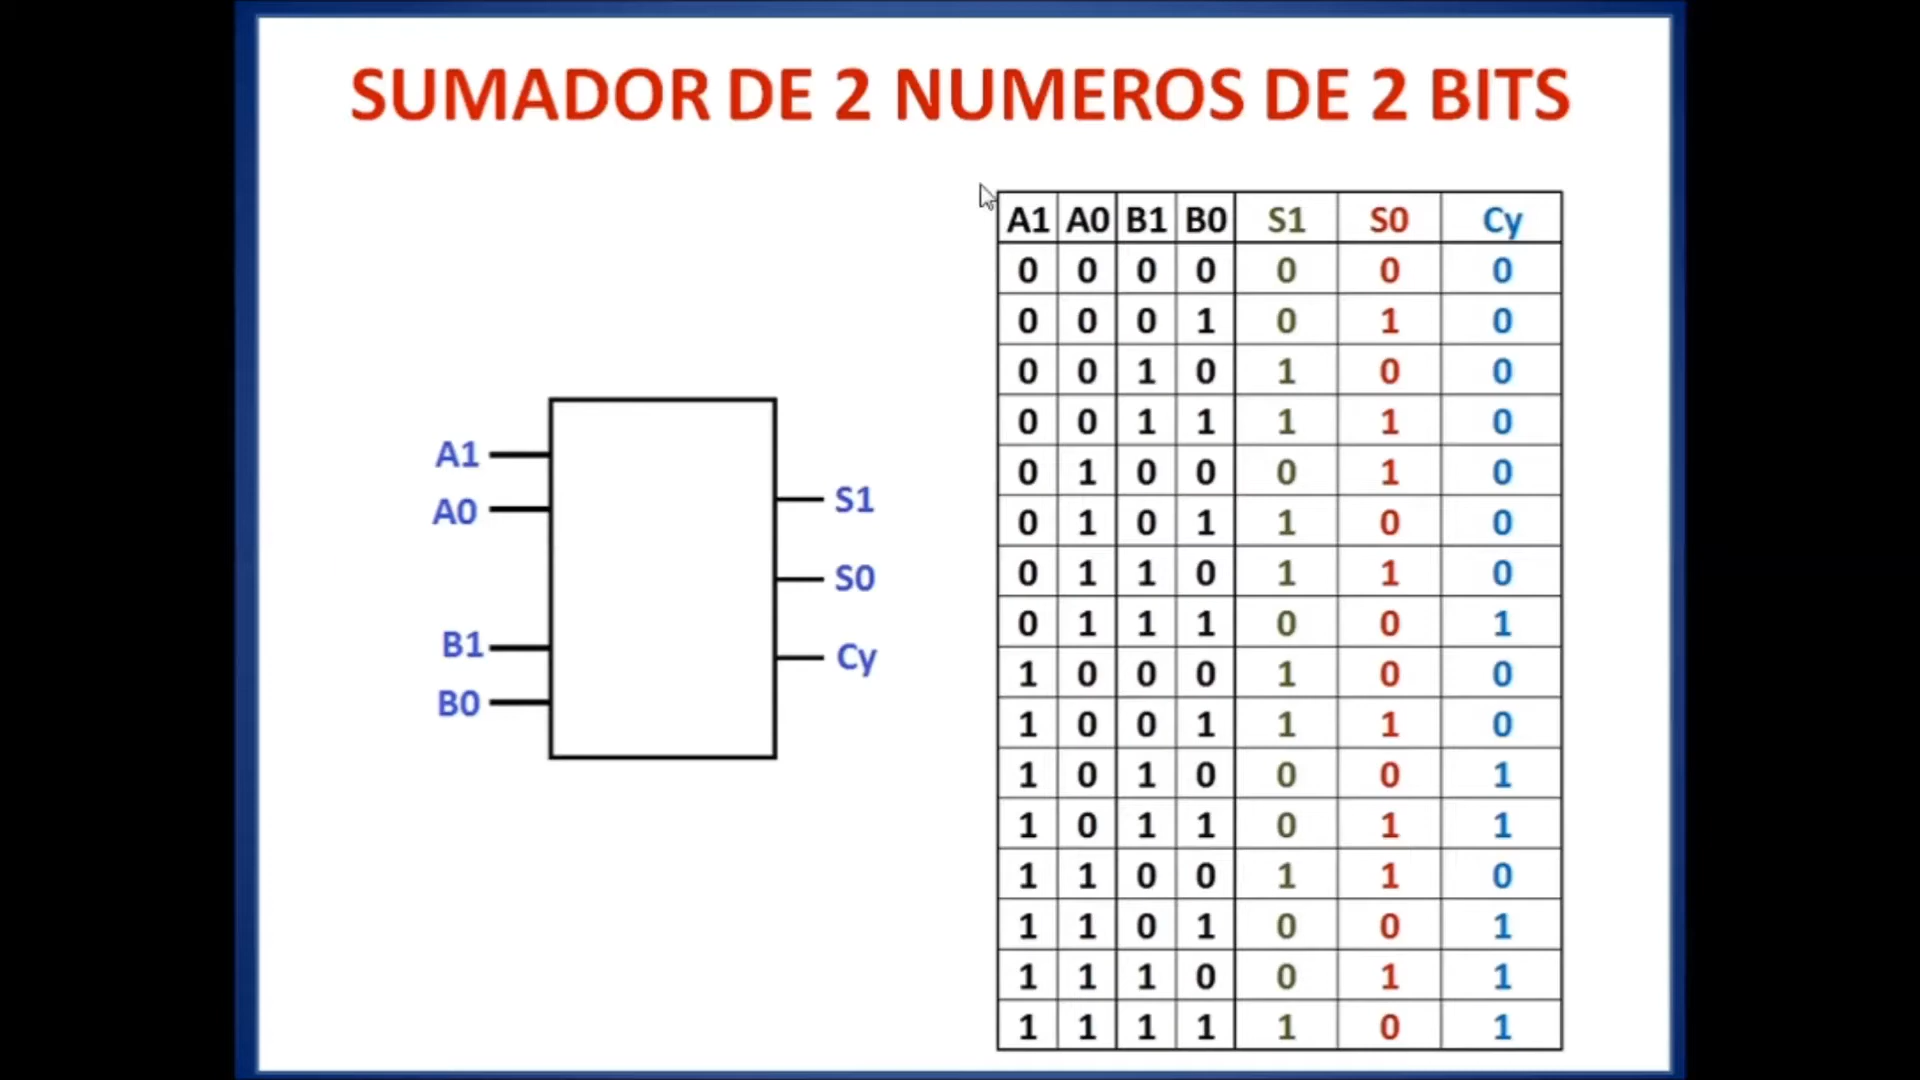 SUMADOR DE 2 NUMEROS DE 2 BITS
A1
A0
B1
B0
S1
S0
Cy
A1 A0 B1 B0 S1 S0 Cy
0 0 0 0 0 0 0
0 0 0 1 0 1 0
0 0 1 0 1 0 0
0 0 1 1 1 1 0
0 1 0 0 0 1 0
0 1 0 1 1 0 0
0 1 1 0 1 1 0
0 1 1 1 0 0 1
1 0 0 0 1 0 0
1 0 0 1 1 1 0
1 0 1 0 0 0 1
1 0 1 1 0 1 1
1 1 0 0 1 1 0
1 1 0 1 0 0 1
1 1 1 0 0 1 1
1 1 1 1 1 0 1